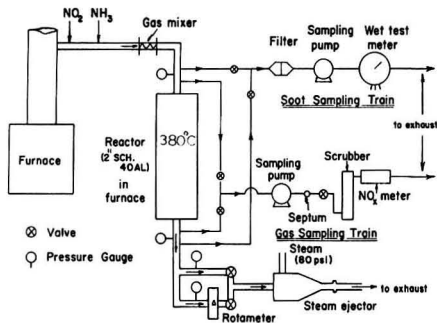 NO2 NH3
Gas mixer
Filter
Sampling
pump
Wet test
meter
Soot Sampling Train
to exhaust
Furnace
Reactor
(2" SCH.
40AL)
in
furnace
380°C
Sampling
pump
Scrubber
Septum
NOx meter
Gas Sampling Train
Valve
Pressure Gauge
Steam
(80 psi)
to exhaust
Steam ejector
Rotameter